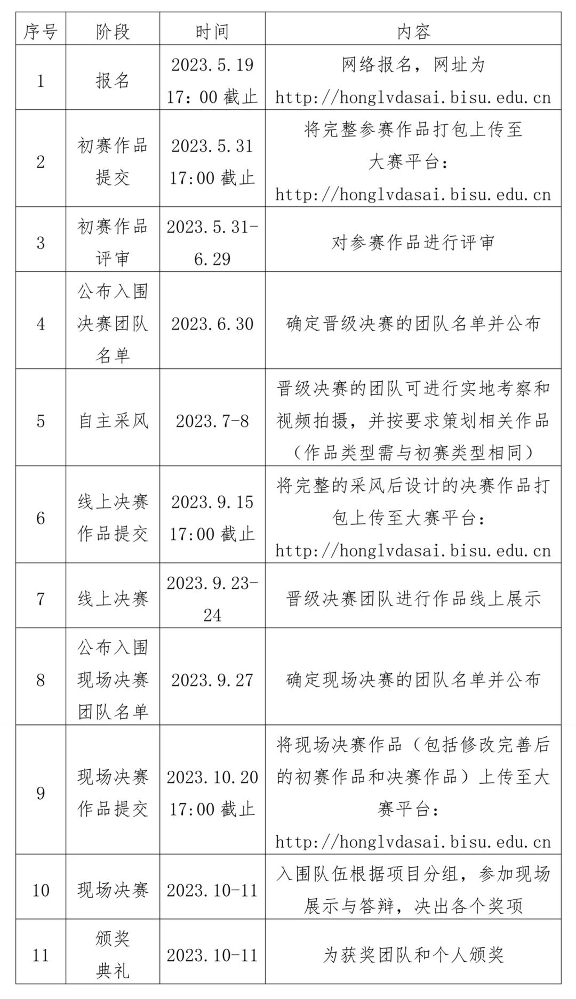 序号 阶段 时间 内容
1 报名 2023.5.19 17：00截止 网络报名，网址为
http://honglvdasai.bisu.edu.cn
2 初赛作品提交 2023.5.31 17:00截止 将完整参赛作品打包上传至
大赛平台：
http://honglvdasai.bisu.edu.cn
3 初赛作品评审 2023.5.31-6.29 对参赛作品进行评审
4 公布入围决赛团队名单 2023.6.30 确定晋级决赛的团队名单并公布
5 自主采风 2023.7-8 晋级决赛的团队可进行实地考察和
视频拍摄，并按要求策划相关作品
（作品类型需与初赛类型相同）
6 线上决赛作品提交 2023.9.15 17:00截止 将完整的采风后设计的决赛作品打
包上传至大赛平台：
http://honglvdasai.bisu.edu.cn
7 线上决赛 2023.9.23-24 晋级决赛团队进行作品线上展示
8 公布入围现场决赛团队名单 2023.9.27 确定现场决赛的团队名单并公布
9 现场决赛作品提交 2023.10.20 17:00截止 将现场决赛作品（包括修改完善后
的初赛作品和决赛作品）上传至大
赛平台：
http://honglvdasai.bisu.edu.cn
10 现场决赛 2023.10-11 入围队伍根据项目分组，参加现场
展示与答辩，决出各个奖项
11 颁奖典礼 2023.10-11 为获奖团队和个人颁奖